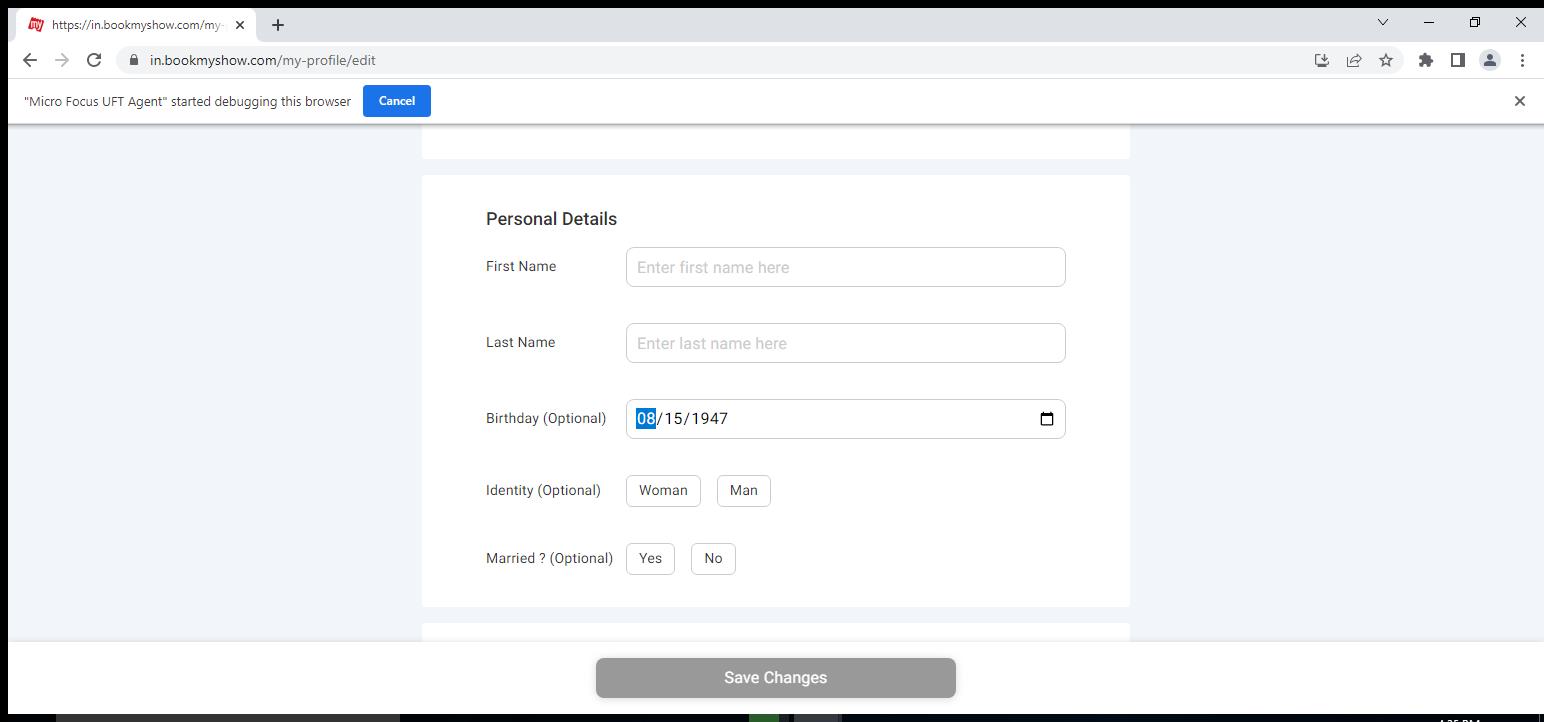 my https://in.bookmyshow.com/my-
in.bookmyshow.com/my-profile/edit
"Micro Focus UFT Agent" started debugging this browser Cancel
Personal Details
First Name Enter first name here
Last Name Enter last name here
Birthday (Optional) 08/15/1947
Identity (Optional) Woman Man
Married ? (Optional) Yes No
Save Changes